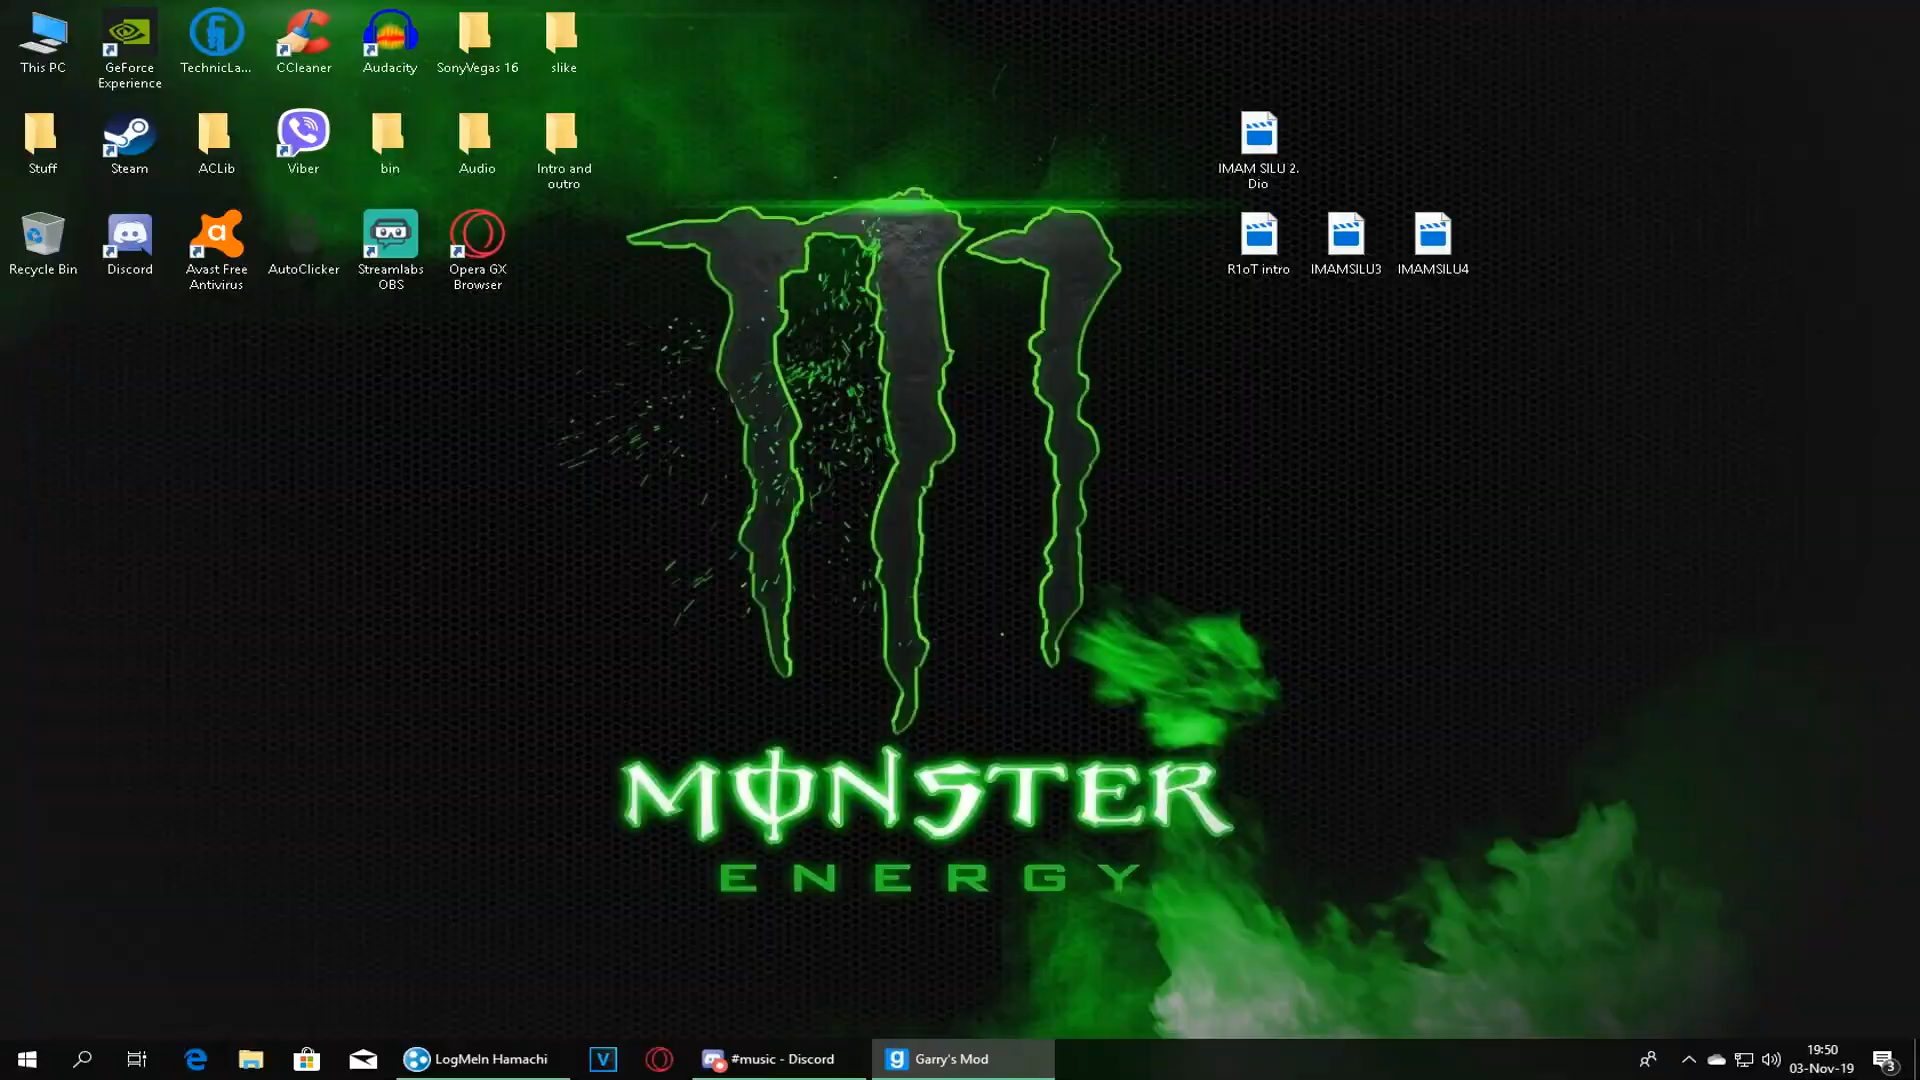 This PC
GeForce
Experience
TechnicLa...
CCleaner
Audacity
SonyVegas 16
slike
Stuff
Steam
ACLib
Viber
bin
Audio
Intro and
outro
Recycle Bin
Discord
Avast Free
Antivirus
AutoClicker
Streamlabs
OBS
Opera GX
Browser
IMAM SILU 2.
Dio
R1oT intro
IMAMSILU3
IMAMSILU4
MONSTER
ENERGY
LogMeIn Hamachi
V
#music - Discord
g
Garry's Mod
19:50
03-Nov-19
3